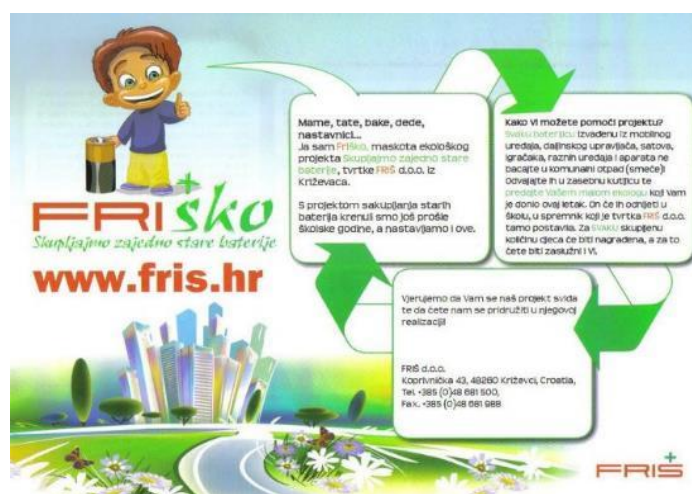 FRIško
Skupljajmo zajedno stare baterije
www.fris.hr
Mame, tate, bake, dede,
nastavnici...
Ja sam Friško, maskota ekološkog
projekta Skupljajmo zajedno stare
baterije, tvrtke FRIŠ d.o.o. iz
Križevaca.
S projektom sakupljanja starih
baterija krenuli smo još prošle
školske godine, a nastavljamo i ove.
Kako Vi možete pomoći projektu?
Svaku bateriju izvađenu iz mobilnog
uređaja, daljinskog upravljača, satova,
igračaka, raznih uređaja i aparata ne
bacajte u komunalni otpad (smeće)!
Odvajajte ih u zasebnu kutijicu te
predajte Vašem malom ekologu koji Vam
je donio ovaj letak. On će ih odnijeti u
školu, u spremnik koji je tvrtka FRIŠ d.o.o.
tamo postavila. Za SVAKU skupljenu
količinu djeca će biti nagrađena, a za to
ćete biti zaslužni i Vi.
Vjerujemo da Vam se naš projekt sviđa
te da ćete nam se pridružiti u njegovoj
realizaciji!
FRIŠ d.o.o.
Koprivnička 43, 48260 Križevci, Croatia,
Tel. +385 (0)48 681 500,
Fax. +385 (0)48 681 988
FRIŠ